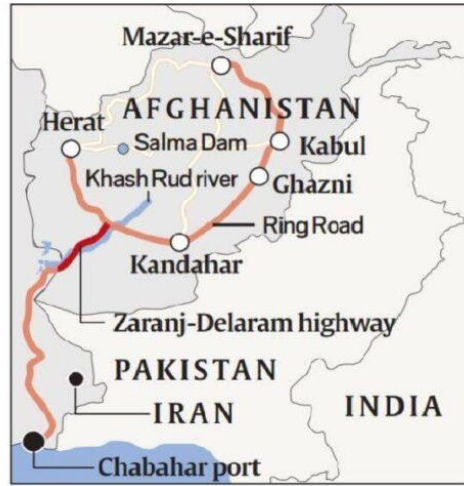 Mazar-e-Sharif
AFGHANISTAN
Herat
Salma Dam
Kabul
Khash Rud river
Ghazni
Ring Road
Kandahar
Zaranj-Delaram highway
PAKISTAN
IRAN
INDIA
Chabahar port